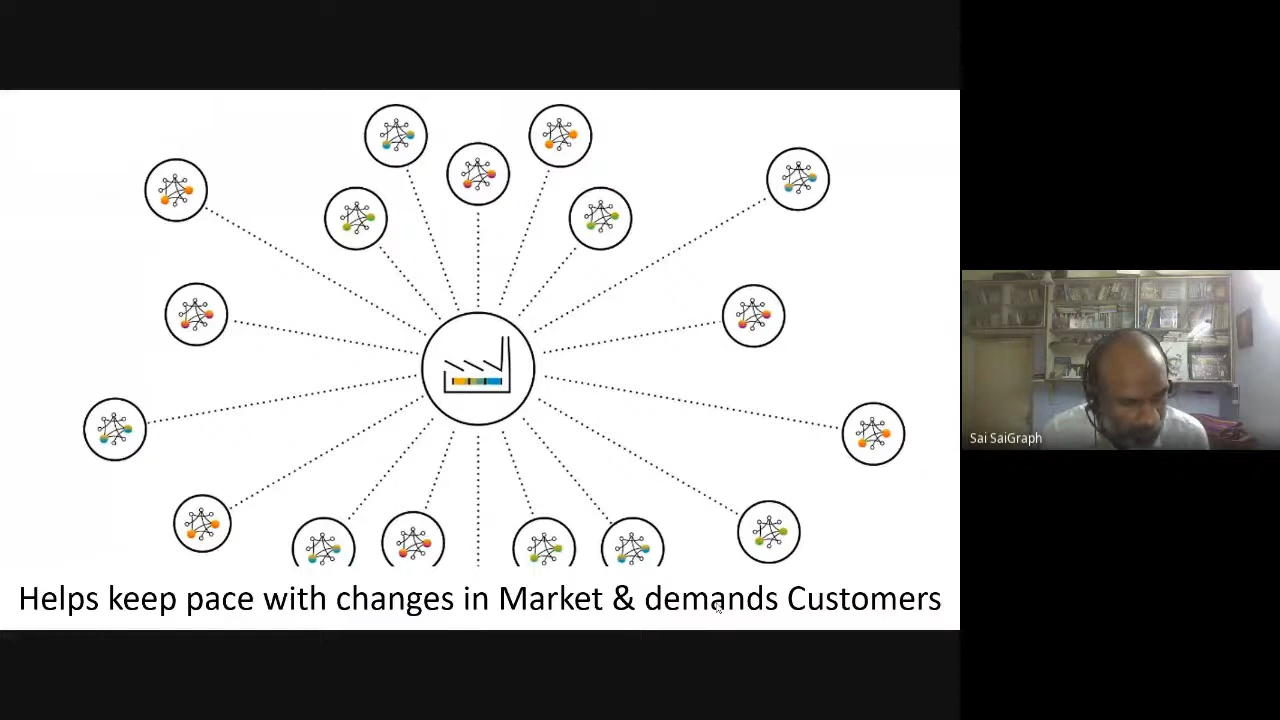 Sai SaiGraph
Helps keep pace with changes in Market & demands Customers